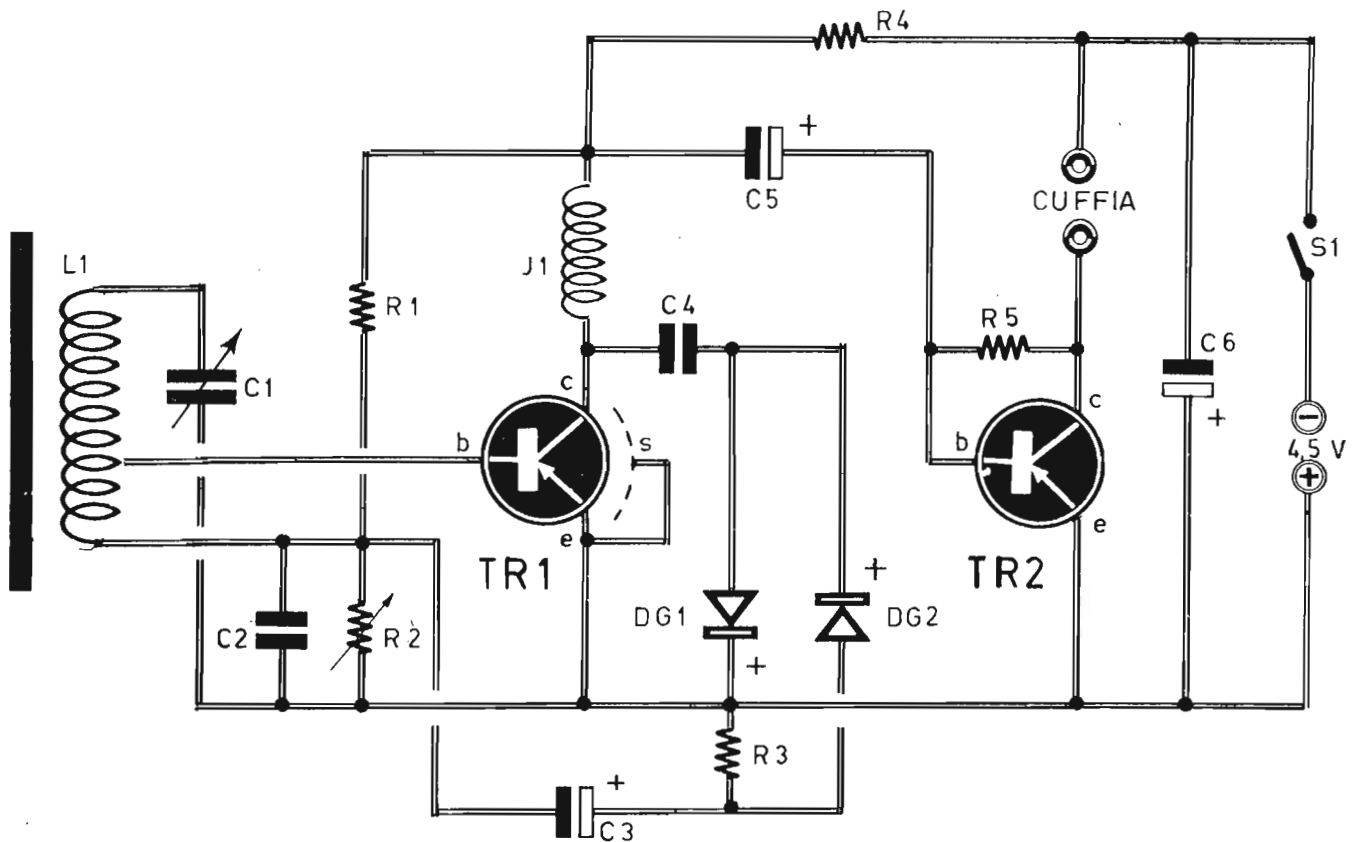 R4
+
C5
CUFFIA
L1
J1
S1
R1
C4
R5
C6
C1
c
c
+
−
b
s
b
4,5 V
+
e
e
TR1
TR2
+
DG1
DG2
C2
R2
+
R3
+
C3